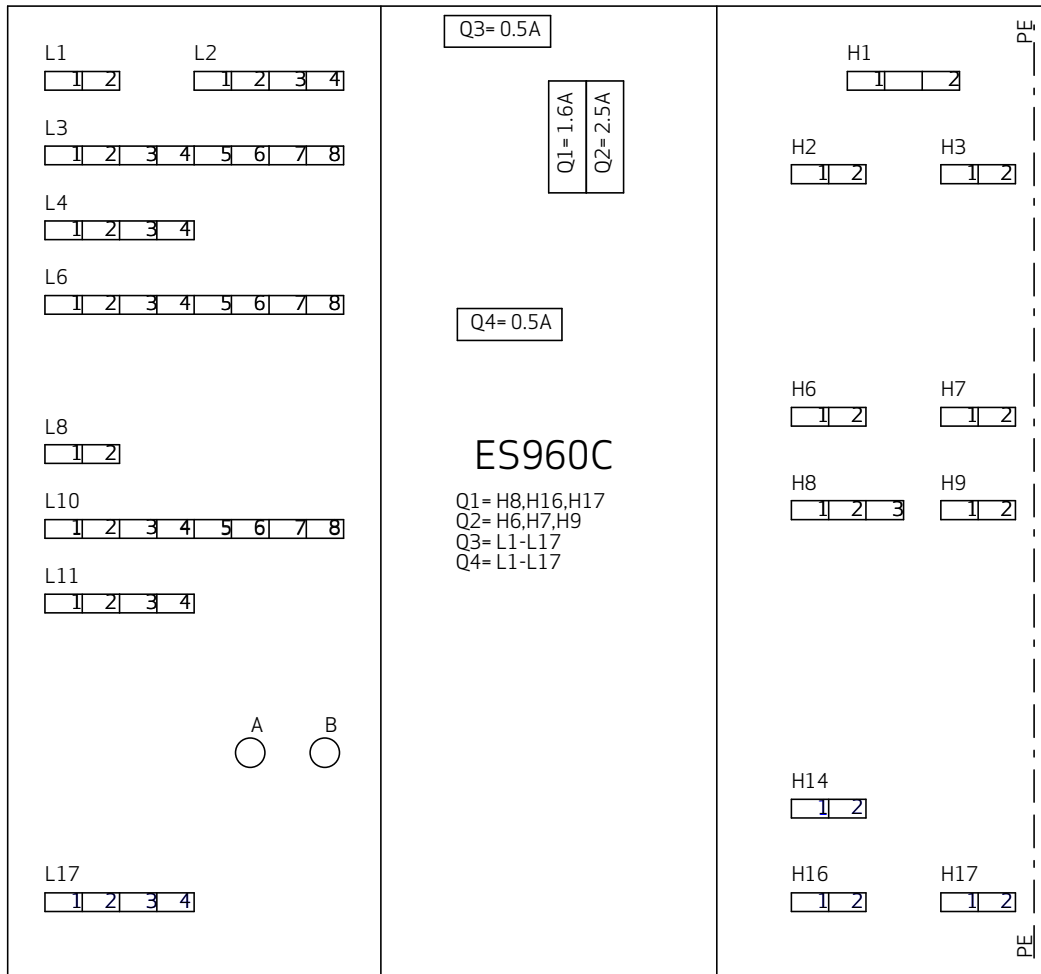 Q3= 0.5A
PE
L1 L2 H1
1 2 1 2 3 4 1 2
Q1= 1.6A
Q2= 2.5A
L3 H2 H3
1 2 3 4 5 6 7 8 1 2 1 2
L4
1 2 3 4
L6
1 2 3 4 5 6 7 8
Q4= 0.5A
H6 H7
1 2 1 2
L8
1 2
ES960C
H8 H9
1 2 3 1 2
L10
1 2 3 4 5 6 7 8
Q1= H8,H16,H17
Q2= H6,H7,H9
Q3= L1-L17
Q4= L1-L17
L11
1 2 3 4
A B
H14
1 2
L17 H16 H17
1 2 3 4 1 2 1 2
PE